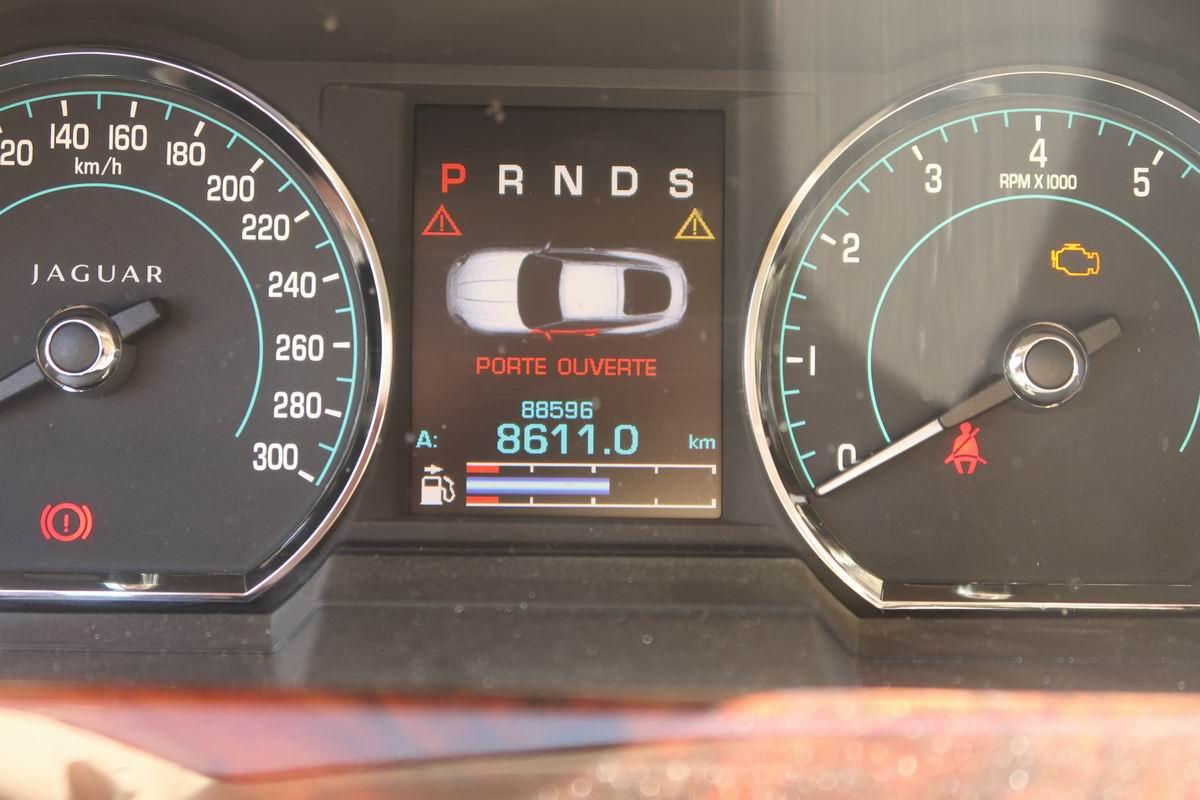 20 140 160 180 200 220 240 260 280 300
km/h
JAGUAR
P R N D S
PORTE OUVERTE
88596
A: 8611.0 km
0 1 2 3 4 5
RPM X 1000